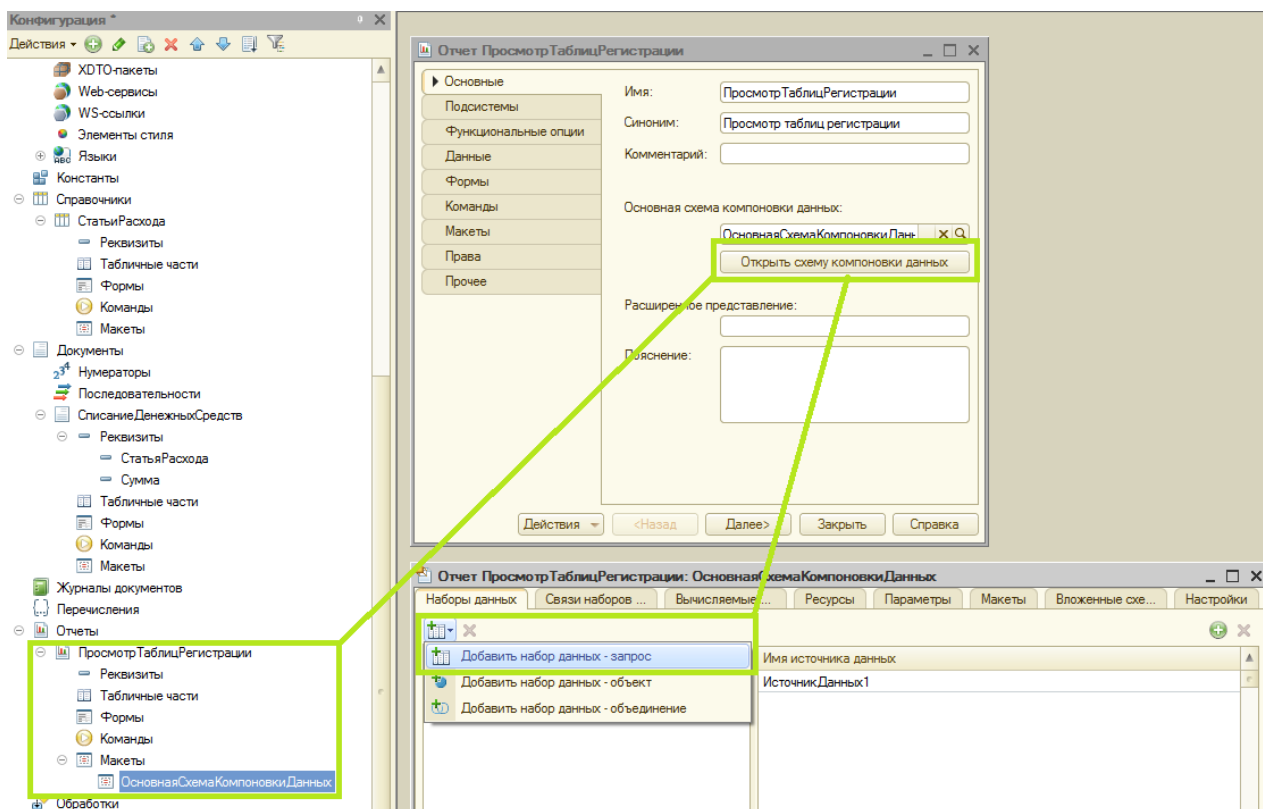 Конфигурация *
Действия
XDTO-пакеты
Web-сервисы
WS-ссылки
Элементы стиля
Языки
Константы
Справочники
СтатьиРасхода
Реквизиты
Табличные части
Формы
Команды
Макеты
Документы
Нумераторы
Последовательности
СписаниеДенежныхСредств
Реквизиты
СтатьяРасхода
Сумма
Табличные части
Формы
Команды
Макеты
Журналы документов
Перечисления
Отчеты
ПросмотрТаблицРегистрации
Реквизиты
Табличные части
Формы
Команды
Макеты
ОсновнаяСхемаКомпоновкиДанных
Обработки
Отчет ПросмотрТаблицРегистрации
Основные
Подсистемы
Функциональные опции
Данные
Формы
Команды
Макеты
Права
Прочее
Имя: ПросмотрТаблицРегистрации
Синоним: Просмотр таблиц регистрации
Комментарий:
Основная схема компоновки данных:
ОсновнаяСхемаКомпоновкиДанн
Открыть схему компоновки данных
Расширенное представление:
Пояснение:
Действия <Назад Далее> Закрыть Справка
Отчет ПросмотрТаблицРегистрации: ОсновнаяСхемаКомпоновкиДанных
Наборы данных Связи наборов ... Вычисляемые ... Ресурсы Параметры Макеты Вложенные схе... Настройки
Добавить набор данных - запрос
Добавить набор данных - объект
Добавить набор данных - объединение
Имя источника данных
ИсточникДанных1